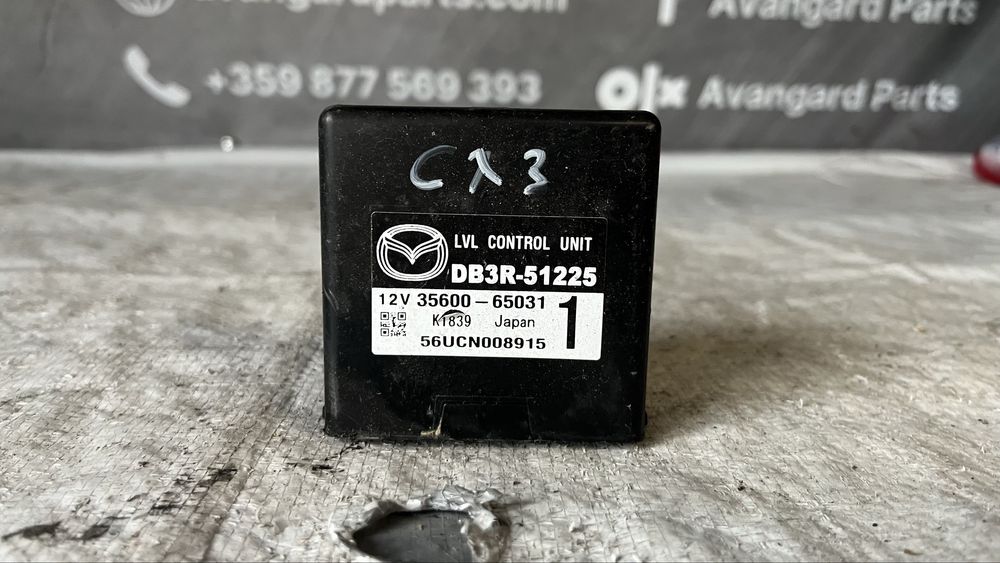 avangardparts.com
Avangard Parts
+359 877 569 393
olx Avangard Parts
CX3
LVL CONTROL UNIT
DB3R-51225
12V 35600-65031
K1839 Japan
1
56UCN008915